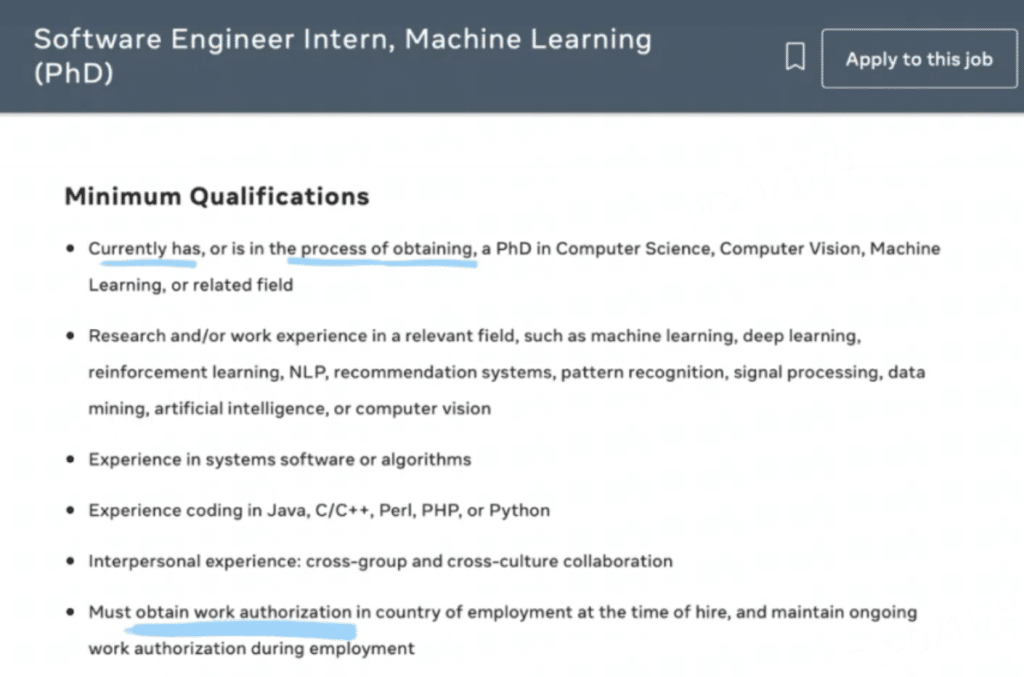 Software Engineer Intern, Machine Learning
(PhD)
Apply to this job
Minimum Qualifications
• Currently has, or is in the process of obtaining, a PhD in Computer Science, Computer Vision, Machine
Learning, or related field
• Research and/or work experience in a relevant field, such as machine learning, deep learning,
reinforcement learning, NLP, recommendation systems, pattern recognition, signal processing, data
mining, artificial intelligence, or computer vision
• Experience in systems software or algorithms
• Experience coding in Java, C/C++, Perl, PHP, or Python
• Interpersonal experience: cross-group and cross-culture collaboration
• Must obtain work authorization in country of employment at the time of hire, and maintain ongoing
work authorization during employment